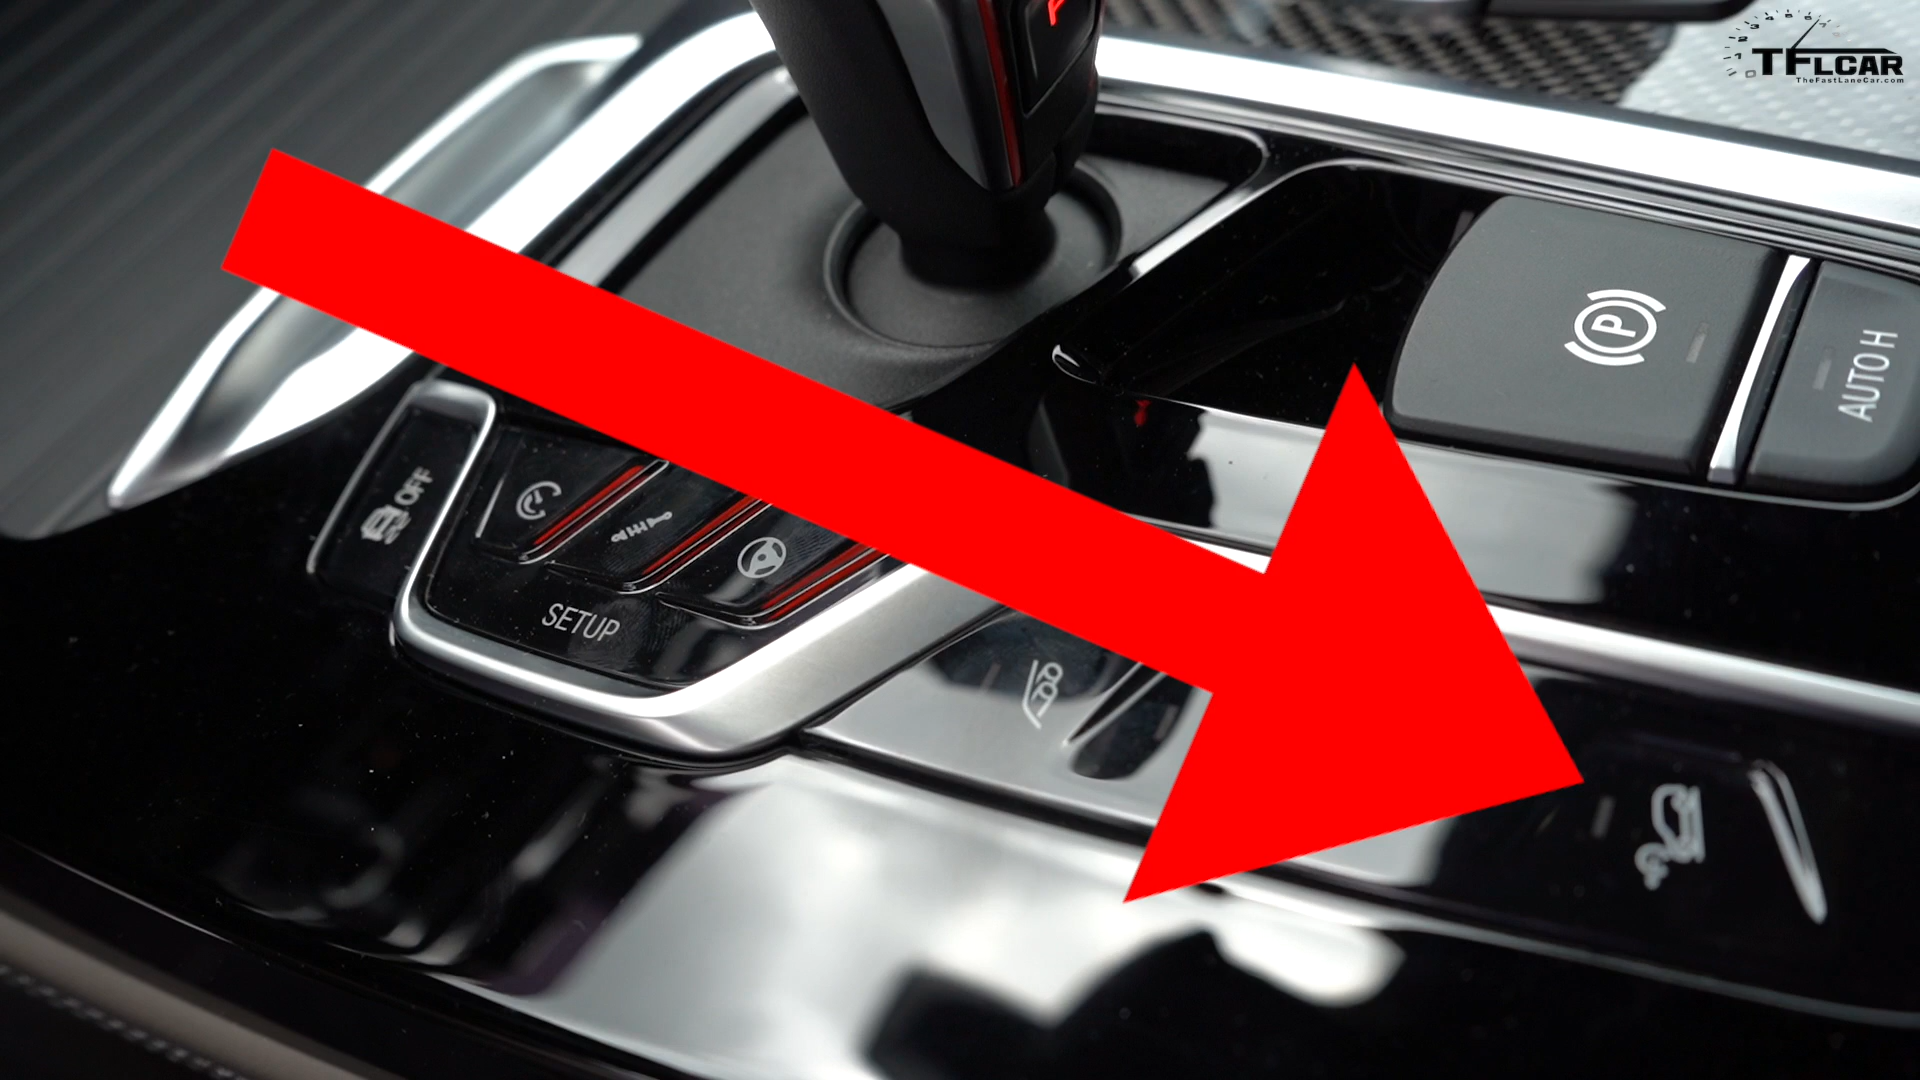 TFLCAR
TheFastLaneCar.com
P
AUTO H
OFF
SETUP